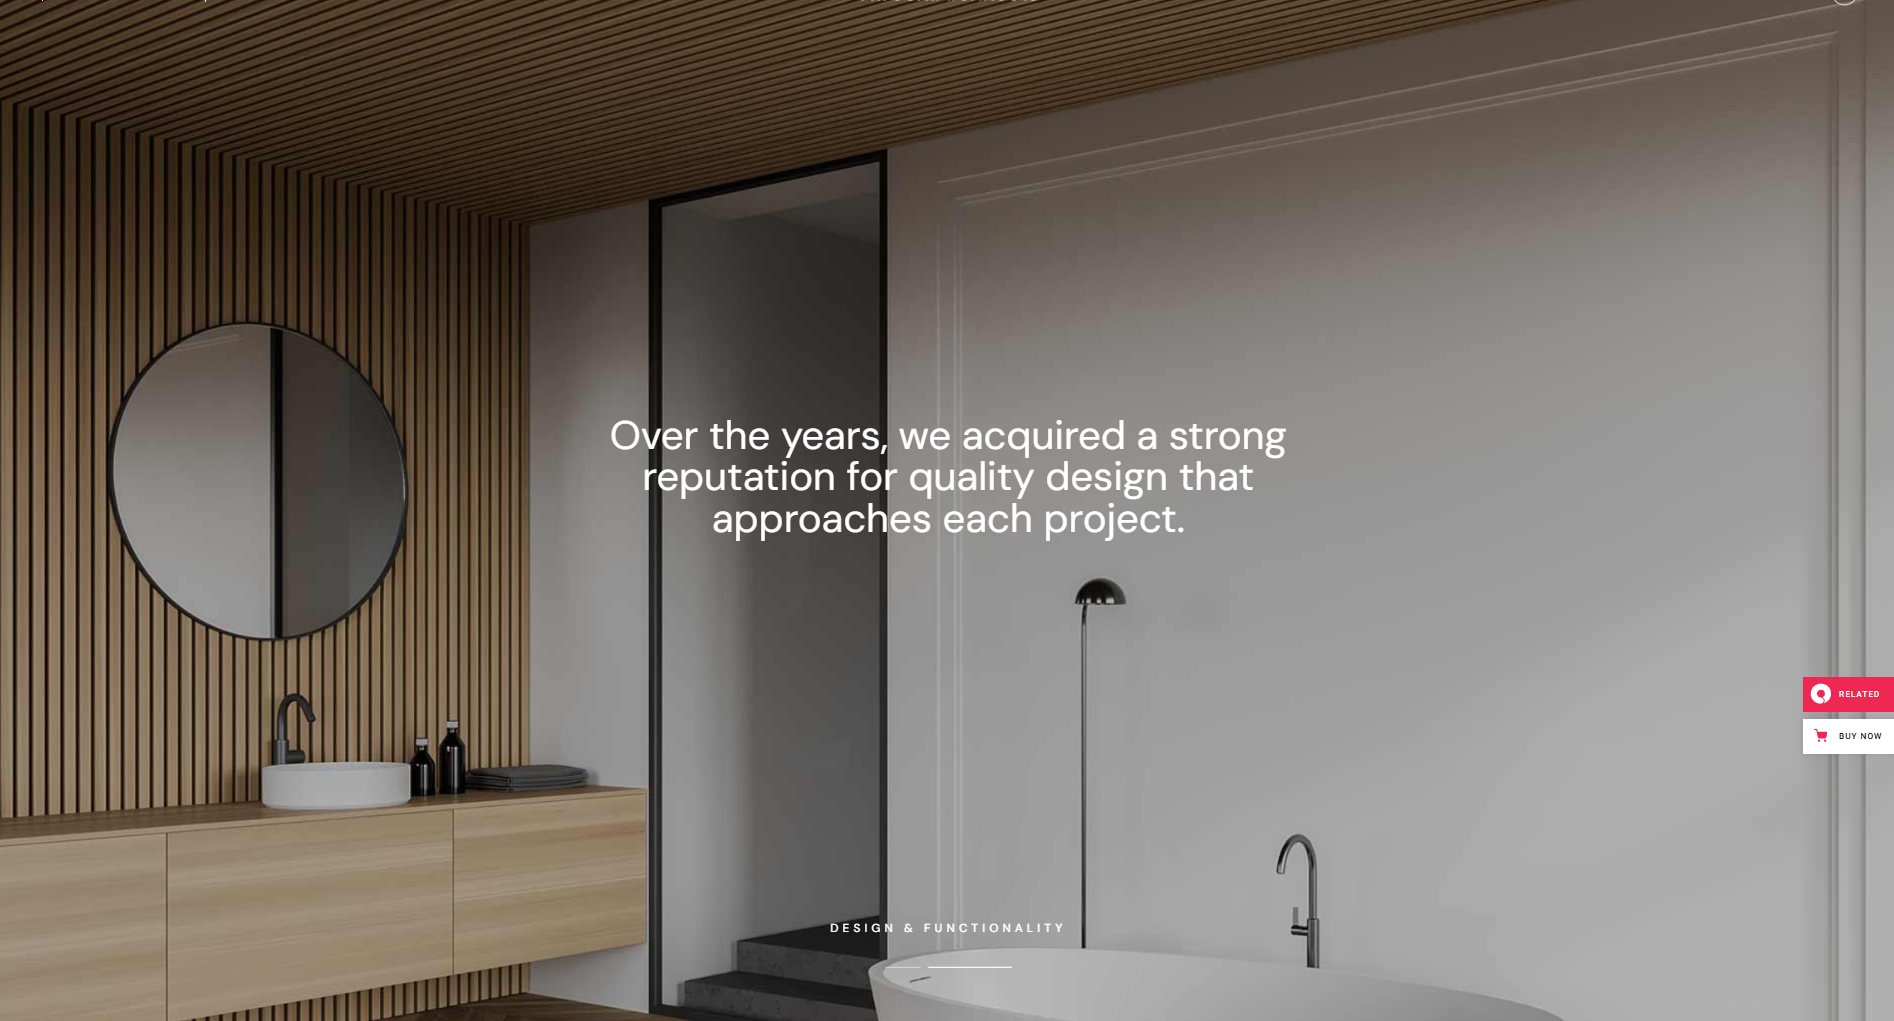 Over the years, we acquired a strong
reputation for quality design that
approaches each project.
RELATED
BUY NOW
DESIGN & FUNCTIONALITY